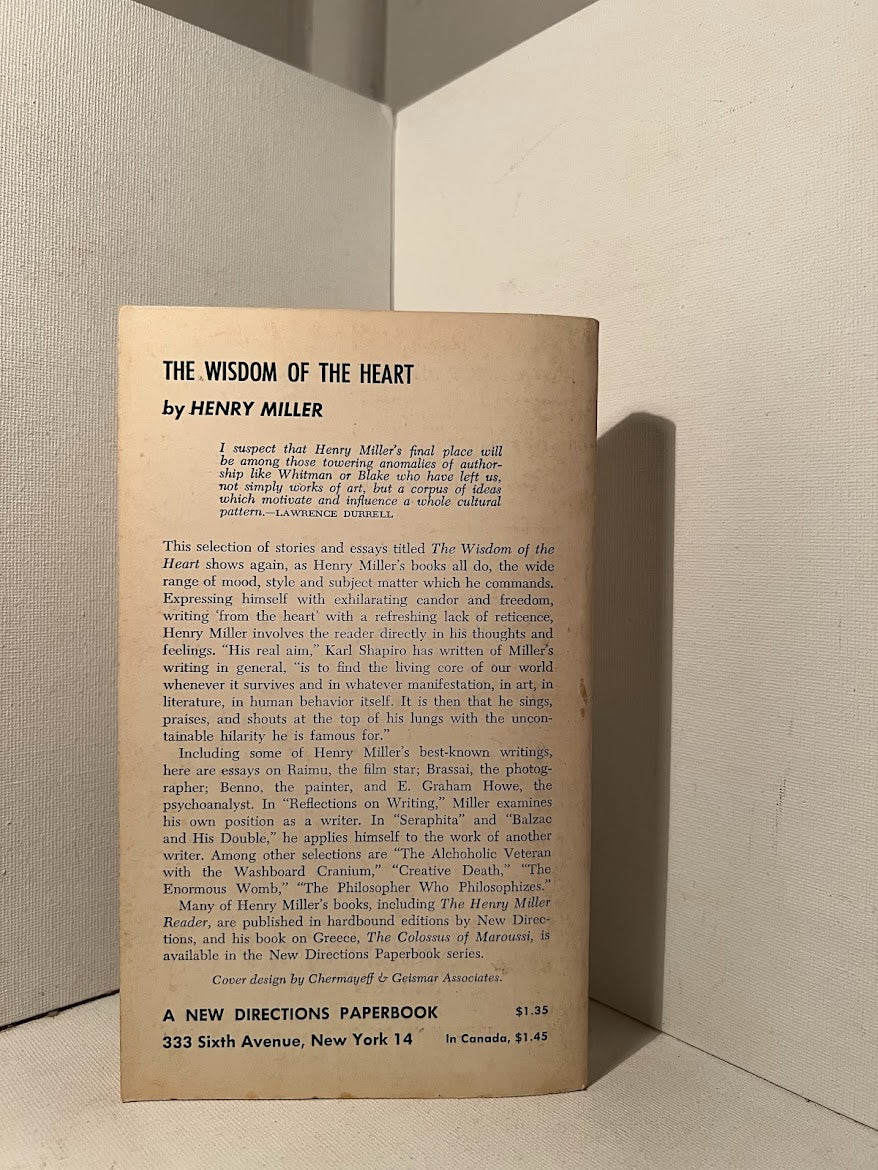 THE WISDOM OF THE HEART
by HENRY MILLER
I suspect that Henry Miller's final place will
be among those towering anomalies of author-
ship like Whitman or Blake who have left us,
not simply works of art, but a corpus of ideas
which motivate and influence a whole cultural
pattern.—LAWRENCE DURRELL
This selection of stories and essays titled The Wisdom of the
Heart shows again, as Henry Miller's books all do, the wide
range of mood, style and subject matter which he commands.
Expressing himself with exhilarating candor and freedom,
writing 'from the heart' with a refreshing lack of reticence,
Henry Miller involves the reader directly in his thoughts and
feelings. "His real aim," Karl Shapiro has written of Miller's
writing in general, "is to find the living core of our world
whenever it survives and in whatever manifestation, in art, in
literature, in human behavior itself. It is then that he sings,
praises, and shouts at the top of his lungs with the uncon-
tainable hilarity he is famous for."
Including some of Henry Miller's best-known writings,
here are essays on Raimu, the film star; Brassai, the photog-
rapher; Benno, the painter, and E. Graham Howe, the
psychoanalyst. In "Reflections on Writing," Miller examines
his own position as a writer. In "Seraphita" and "Balzac
and His Double," he applies himself to the work of another
writer. Among other selections are "The Alchoholic Veteran
with the Washboard Cranium," "Creative Death," "The
Enormous Womb," "The Philosopher Who Philosophizes."
Many of Henry Miller's books, including The Henry Miller
Reader, are published in hardbound editions by New Direc-
tions, and his book on Greece, The Colossus of Maroussi, is
available in the New Directions Paperbook series.
Cover design by Chermayeff & Geismar Associates.
A NEW DIRECTIONS PAPERBOOK $1.35
333 Sixth Avenue, New York 14 In Canada, $1.45